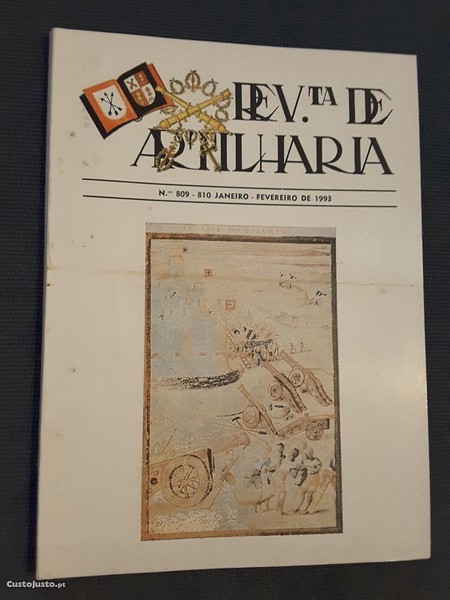 REV.TA DE
ARTILHARIA
N.os 809 - 810 JANEIRO - FEVEREIRO DE 1993
CustoJusto.pt